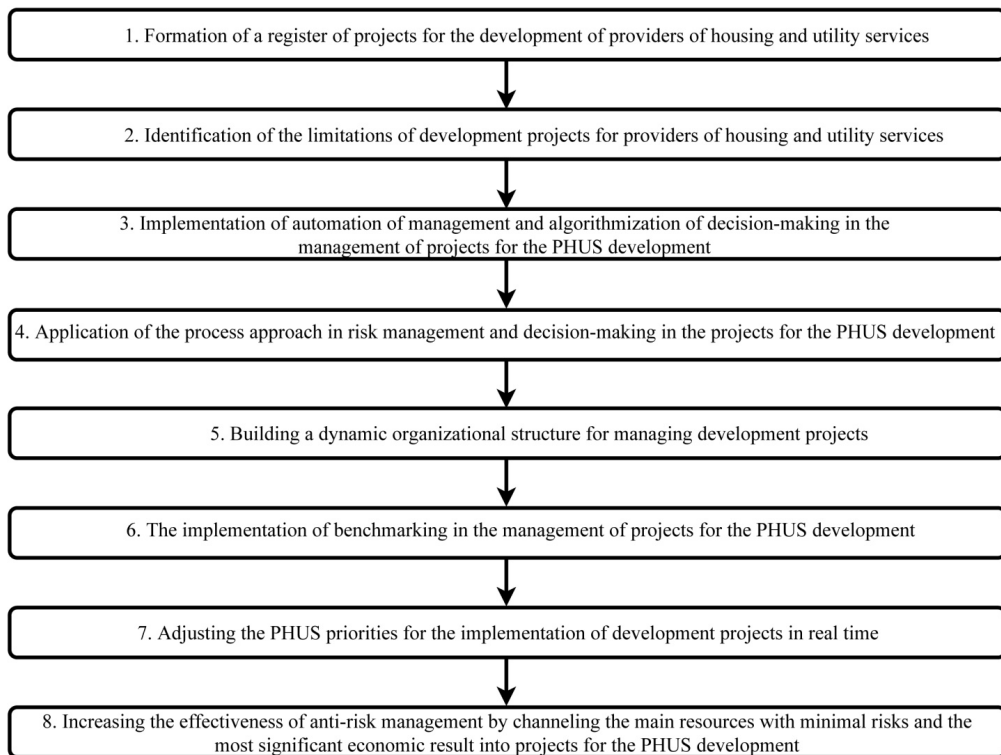 1. Formation of a register of projects for the development of providers of housing and utility services
2. Identification of the limitations of development projects for providers of housing and utility services
3. Implementation of automation of management and algorithmization of decision-making in the
management of projects for the PHUS development
4. Application of the process approach in risk management and decision-making in the projects for the PHUS development
5. Building a dynamic organizational structure for managing development projects
6. The implementation of benchmarking in the management of projects for the PHUS development
7. Adjusting the PHUS priorities for the implementation of development projects in real time
8. Increasing the effectiveness of anti-risk management by channeling the main resources with minimal risks and the
most significant economic result into projects for the PHUS development